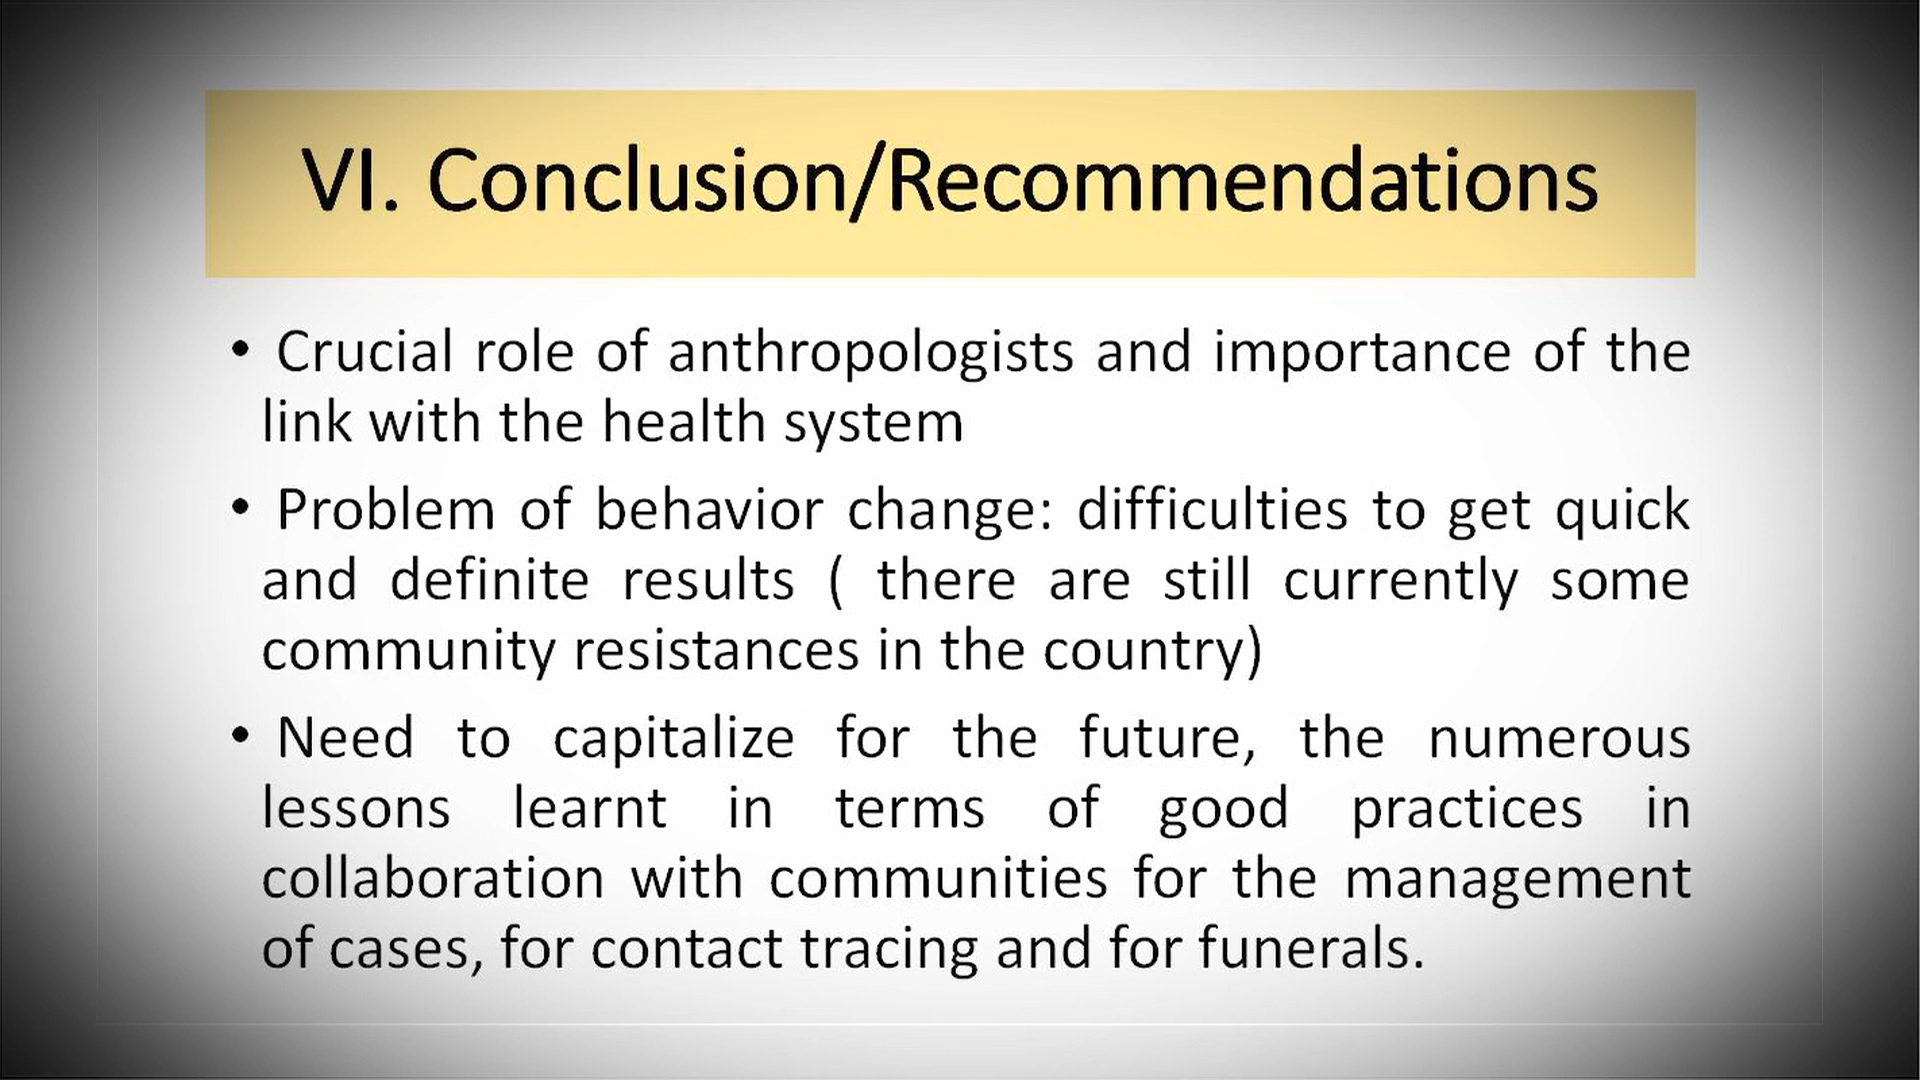 VI. Conclusion/Recommendations
• Crucial role of anthropologists and importance of the
link with the health system
• Problem of behavior change: difficulties to get quick
and definite results ( there are still currently some
community resistances in the country)
• Need to capitalize for the future, the numerous
lessons learnt in terms of good practices in
collaboration with communities for the management
of cases, for contact tracing and for funerals.